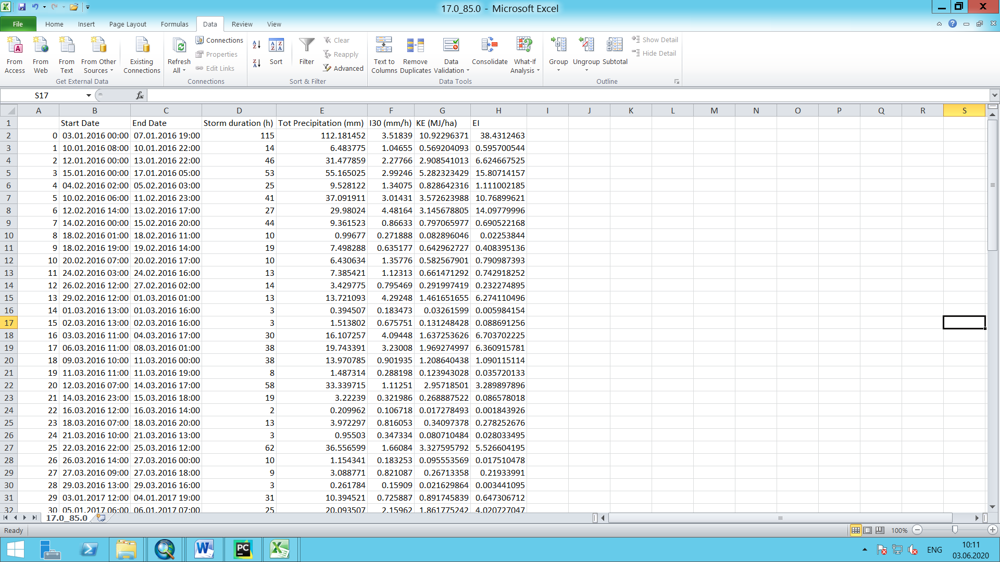 17.0_85.0 - Microsoft Excel
File Home Insert Page Layout Formulas Data Review View
From Access
From Web
From Text
From Other Sources
Existing Connections
Get External Data
Refresh All
Connections
Properties
Edit Links
Connections
Sort
Filter
Clear
Reapply
Advanced
Sort & Filter
Text to Columns
Remove Duplicates
Data Validation
Consolidate
What-If Analysis
Data Tools
Group
Ungroup
Subtotal
Show Detail
Hide Detail
Outline
S17 fx
A B C D E F G H I J K L M N O P Q R S
1 Start Date End Date Storm duration (h) Tot Precipitation (mm) I30 (mm/h) KE (MJ/ha) EI
2 0 03.01.2016 00:00 07.01.2016 19:00 115 112.181452 3.51839 10.92296371 38.4312463
3 1 10.01.2016 08:00 10.01.2016 22:00 14 6.483775 1.04655 0.569204093 0.595700544
4 2 12.01.2016 00:00 13.01.2016 22:00 46 31.477859 2.27766 2.908541013 6.624667525
5 3 15.01.2016 00:00 17.01.2016 05:00 53 55.165025 2.99246 5.282323429 15.80714157
6 4 04.02.2016 02:00 05.02.2016 03:00 25 9.528122 1.34075 0.828642316 1.111002185
7 5 10.02.2016 06:00 11.02.2016 23:00 41 37.091911 3.01431 3.572623988 10.76899621
8 6 12.02.2016 14:00 13.02.2016 17:00 27 29.98024 4.48164 3.145678805 14.09779996
9 7 14.02.2016 00:00 15.02.2016 20:00 44 9.361523 0.86633 0.797065977 0.690522168
10 8 18.02.2016 01:00 18.02.2016 11:00 10 0.99677 0.271888 0.082896046 0.02253844
11 9 18.02.2016 19:00 19.02.2016 14:00 19 7.498288 0.635177 0.642962727 0.408395136
12 10 20.02.2016 07:00 20.02.2016 17:00 10 6.430634 1.35776 0.582567901 0.790987393
13 11 24.02.2016 03:00 24.02.2016 16:00 13 7.385421 1.12313 0.661471292 0.742918252
14 12 26.02.2016 12:00 27.02.2016 02:00 14 3.429775 0.795469 0.291997419 0.232274895
15 13 29.02.2016 12:00 01.03.2016 01:00 13 13.721093 4.29248 1.461651655 6.274110496
16 14 01.03.2016 13:00 01.03.2016 16:00 3 0.394507 0.183473 0.03261599 0.005984154
17 15 02.03.2016 13:00 02.03.2016 16:00 3 1.513802 0.675751 0.131248428 0.088691256
18 16 03.03.2016 11:00 04.03.2016 17:00 30 16.107257 4.09448 1.637253626 6.703702225
19 17 06.03.2016 11:00 08.03.2016 01:00 38 19.743391 3.23008 1.969274997 6.360915781
20 18 09.03.2016 10:00 11.03.2016 00:00 38 13.970785 0.901935 1.208640438 1.090115114
21 19 11.03.2016 11:00 11.03.2016 19:00 8 1.487314 0.288198 0.123943028 0.035720133
22 20 12.03.2016 07:00 14.03.2016 17:00 58 33.339715 1.11251 2.95718501 3.289897896
23 21 14.03.2016 23:00 15.03.2016 18:00 19 3.22239 0.321986 0.268887522 0.086578018
24 22 16.03.2016 12:00 16.03.2016 14:00 2 0.209962 0.106718 0.017278493 0.001843926
25 23 18.03.2016 07:00 18.03.2016 20:00 13 3.972297 0.816053 0.34097378 0.278252676
26 24 21.03.2016 10:00 21.03.2016 13:00 3 0.95503 0.347334 0.080710484 0.028033495
27 25 22.03.2016 22:00 25.03.2016 12:00 62 36.556599 1.66084 3.327595792 5.526604195
28 26 26.03.2016 14:00 27.03.2016 00:00 10 1.154341 0.183253 0.095553569 0.017510478
29 27 27.03.2016 09:00 27.03.2016 18:00 9 3.088771 0.821087 0.26713358 0.21933991
30 28 29.03.2016 13:00 29.03.2016 16:00 3 0.261784 0.15909 0.021629864 0.003441095
31 29 03.01.2017 12:00 04.01.2017 19:00 31 10.394521 0.725887 0.891745839 0.647306712
32 30 05.01.2017 06:00 06.01.2017 07:00 25 20.093507 2.15962 1.861775242 4.020727047
17.0_85.0
Ready 100%
ENG 10:11
03.06.2020